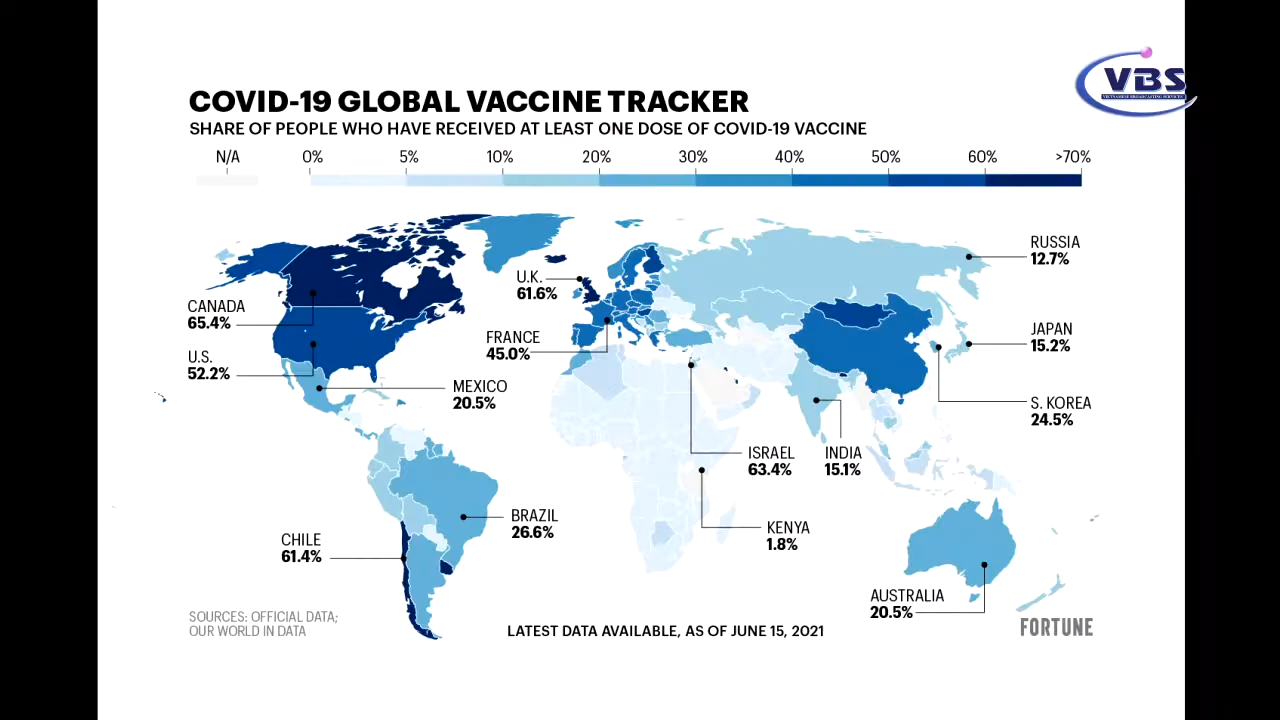 VBS
VIETNAMESE BROADCASTING SERVICES
COVID-19 GLOBAL VACCINE TRACKER
SHARE OF PEOPLE WHO HAVE RECEIVED AT LEAST ONE DOSE OF COVID-19 VACCINE
N/A 0% 5% 10% 20% 30% 40% 50% 60% >70%
RUSSIA
12.7%
U.K.
61.6%
CANADA
65.4%
FRANCE
45.0%
JAPAN
15.2%
U.S.
52.2%
MEXICO
20.5%
S. KOREA
24.5%
ISRAEL
63.4%
INDIA
15.1%
BRAZIL
26.6%
KENYA
1.8%
CHILE
61.4%
AUSTRALIA
20.5%
SOURCES: OFFICIAL DATA;
OUR WORLD IN DATA
LATEST DATA AVAILABLE, AS OF JUNE 15, 2021
FORTUNE